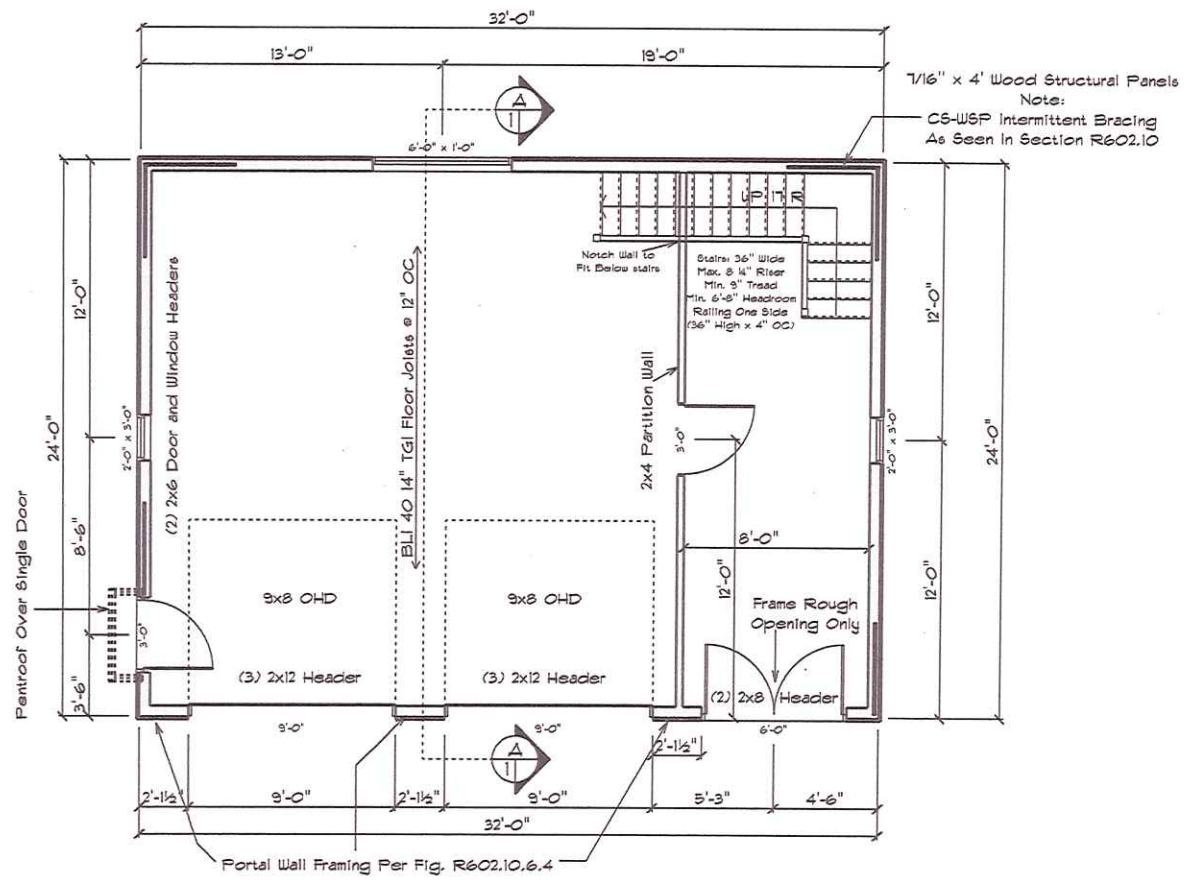 32'-0"
13'-0"
19'-0"
7/16" x 4' Wood Structural Panels
Note:
CS-WSP Intermittent Bracing
As Seen in Section R602.10
A
1
6'-0" x 1'-0"
UP 17 R
Notch Wall to
Fit Below stairs
Stairs: 36" Wide
Max. 8 1/4" Riser
Min. 9" Tread
Min. 6'-8" Headroom
Railing One Side
(36" High x 4" OC)
24'-0"
12'-0"
8'-6"
3'-6"
2'-0" x 3'-0"
(2) 2x6 Door and Window Headers
BLI 40 14" TGI Floor Joists @ 12" OC
2x4 Partition Wall
3'-0"
2'-0" x 3'-0"
12'-0"
12'-0"
24'-0"
8'-0"
12'-0"
Pentroof Over Single Door
3'-0"
9x8 OHD
9x8 OHD
Frame Rough
Opening Only
(3) 2x12 Header
(3) 2x12 Header
(2) 2x8 Header
9'-0"
9'-0"
6'-0"
A
1
2'-1½"
2'-1½"
9'-0"
2'-1½"
9'-0"
5'-3"
4'-6"
32'-0"
Portal Wall Framing Per Fig. R602.10.6.4